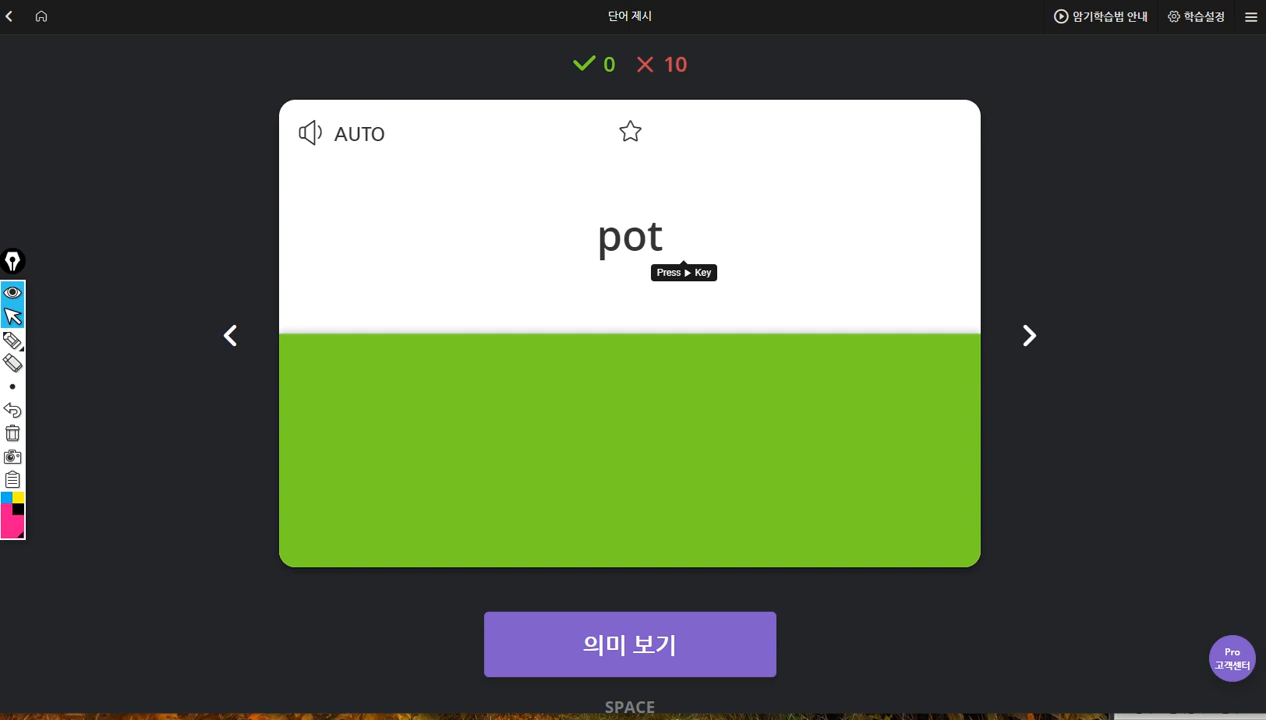 단어 제시
암기학습법 안내
학습설정
0
10
AUTO
pot
Press ▶ Key
의미 보기
SPACE
Pro
고객센터